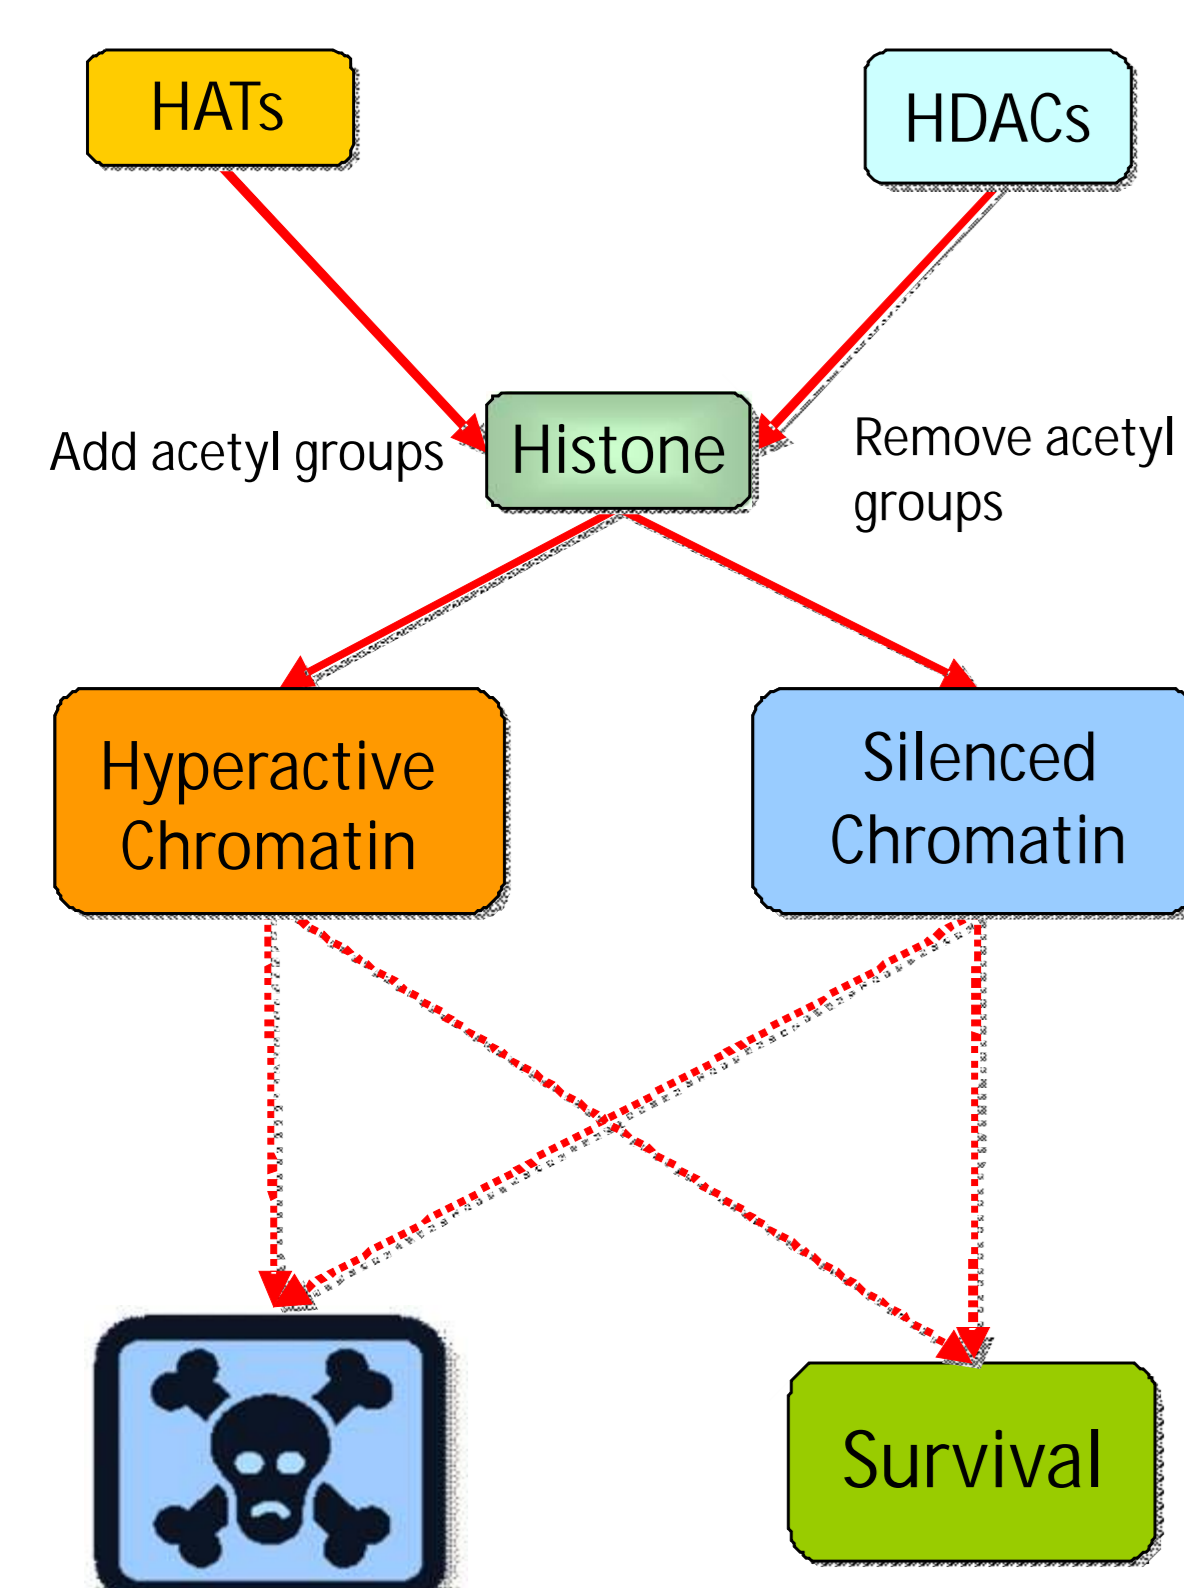 HATs
HDACs
Add acetyl groups
Histone
Remove acetyl
groups
Hyperactive
Chromatin
Silenced
Chromatin
Survival